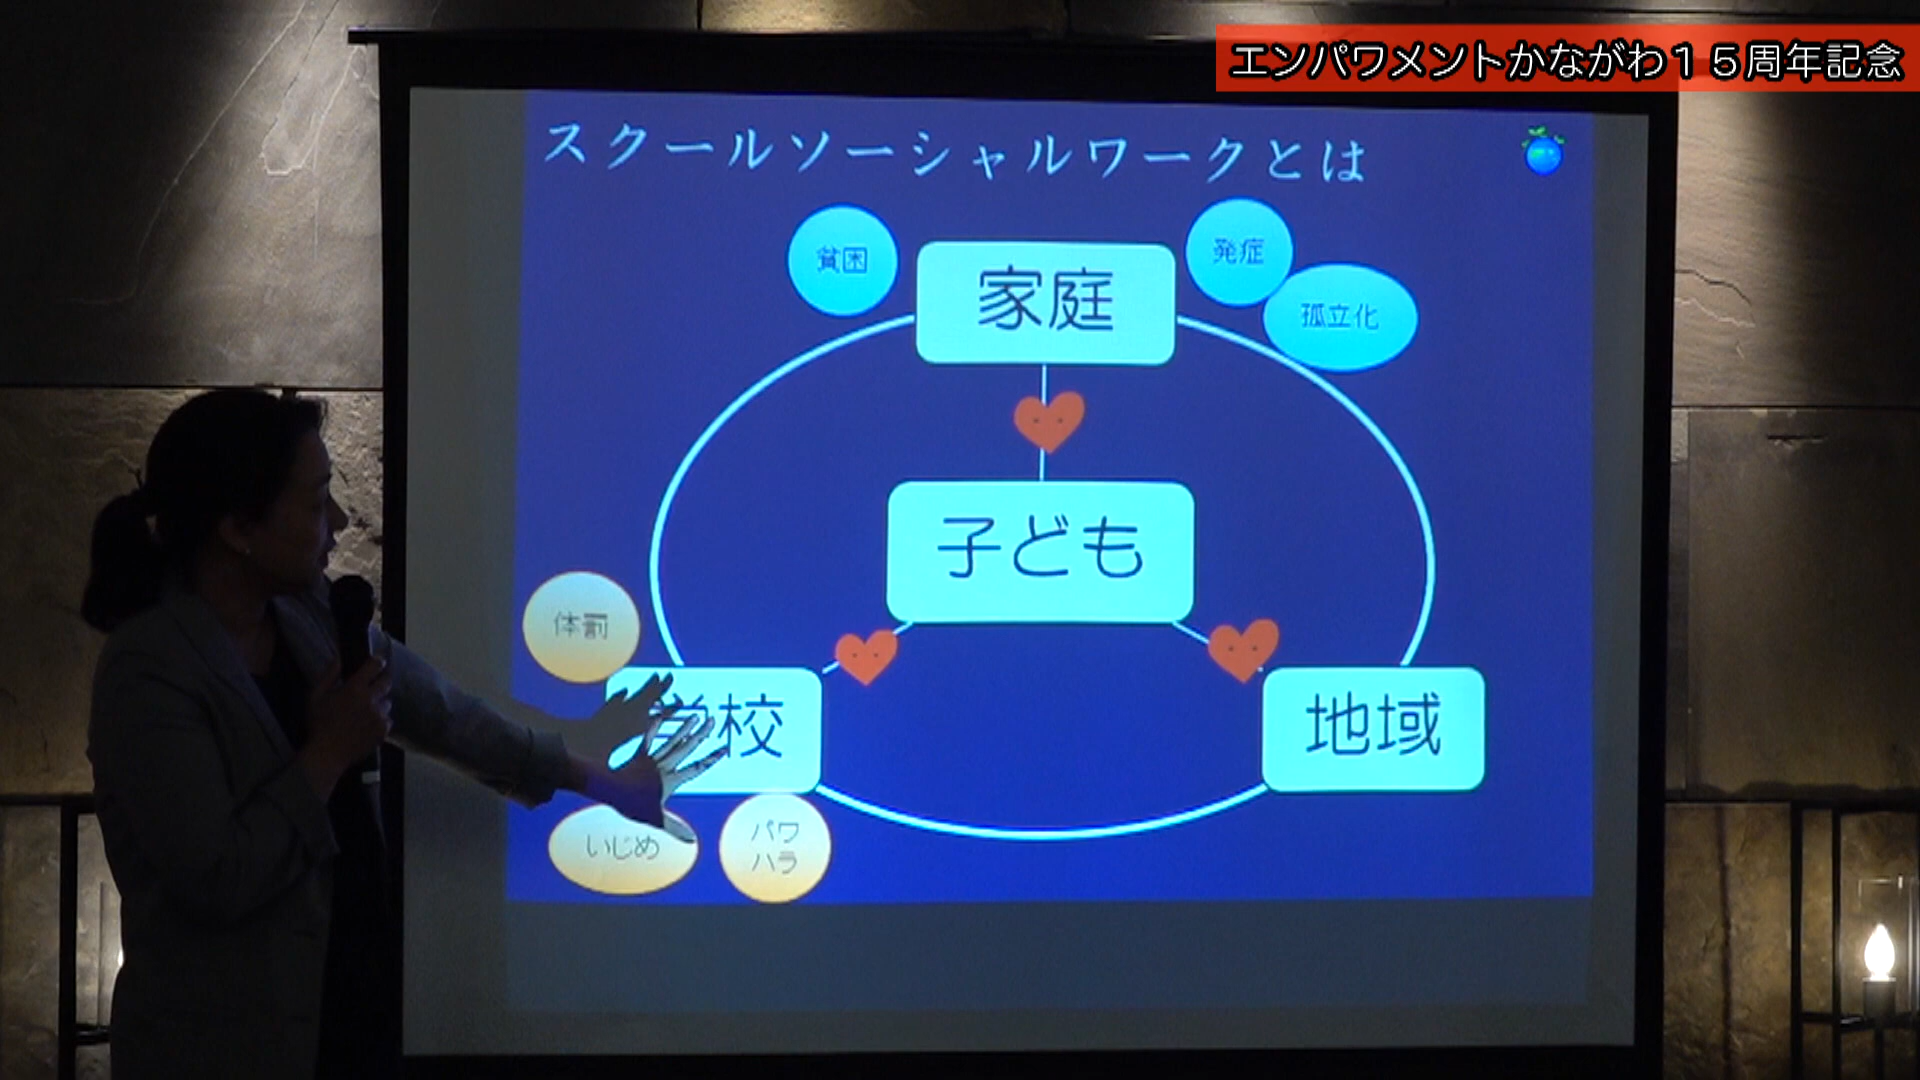 エンパワメントかながわ１５周年記念
スクールソーシャルワークとは
貧困
発症
孤立化
家庭
子ども
体罰
学校
地域
いじめ
パワ
ハラ